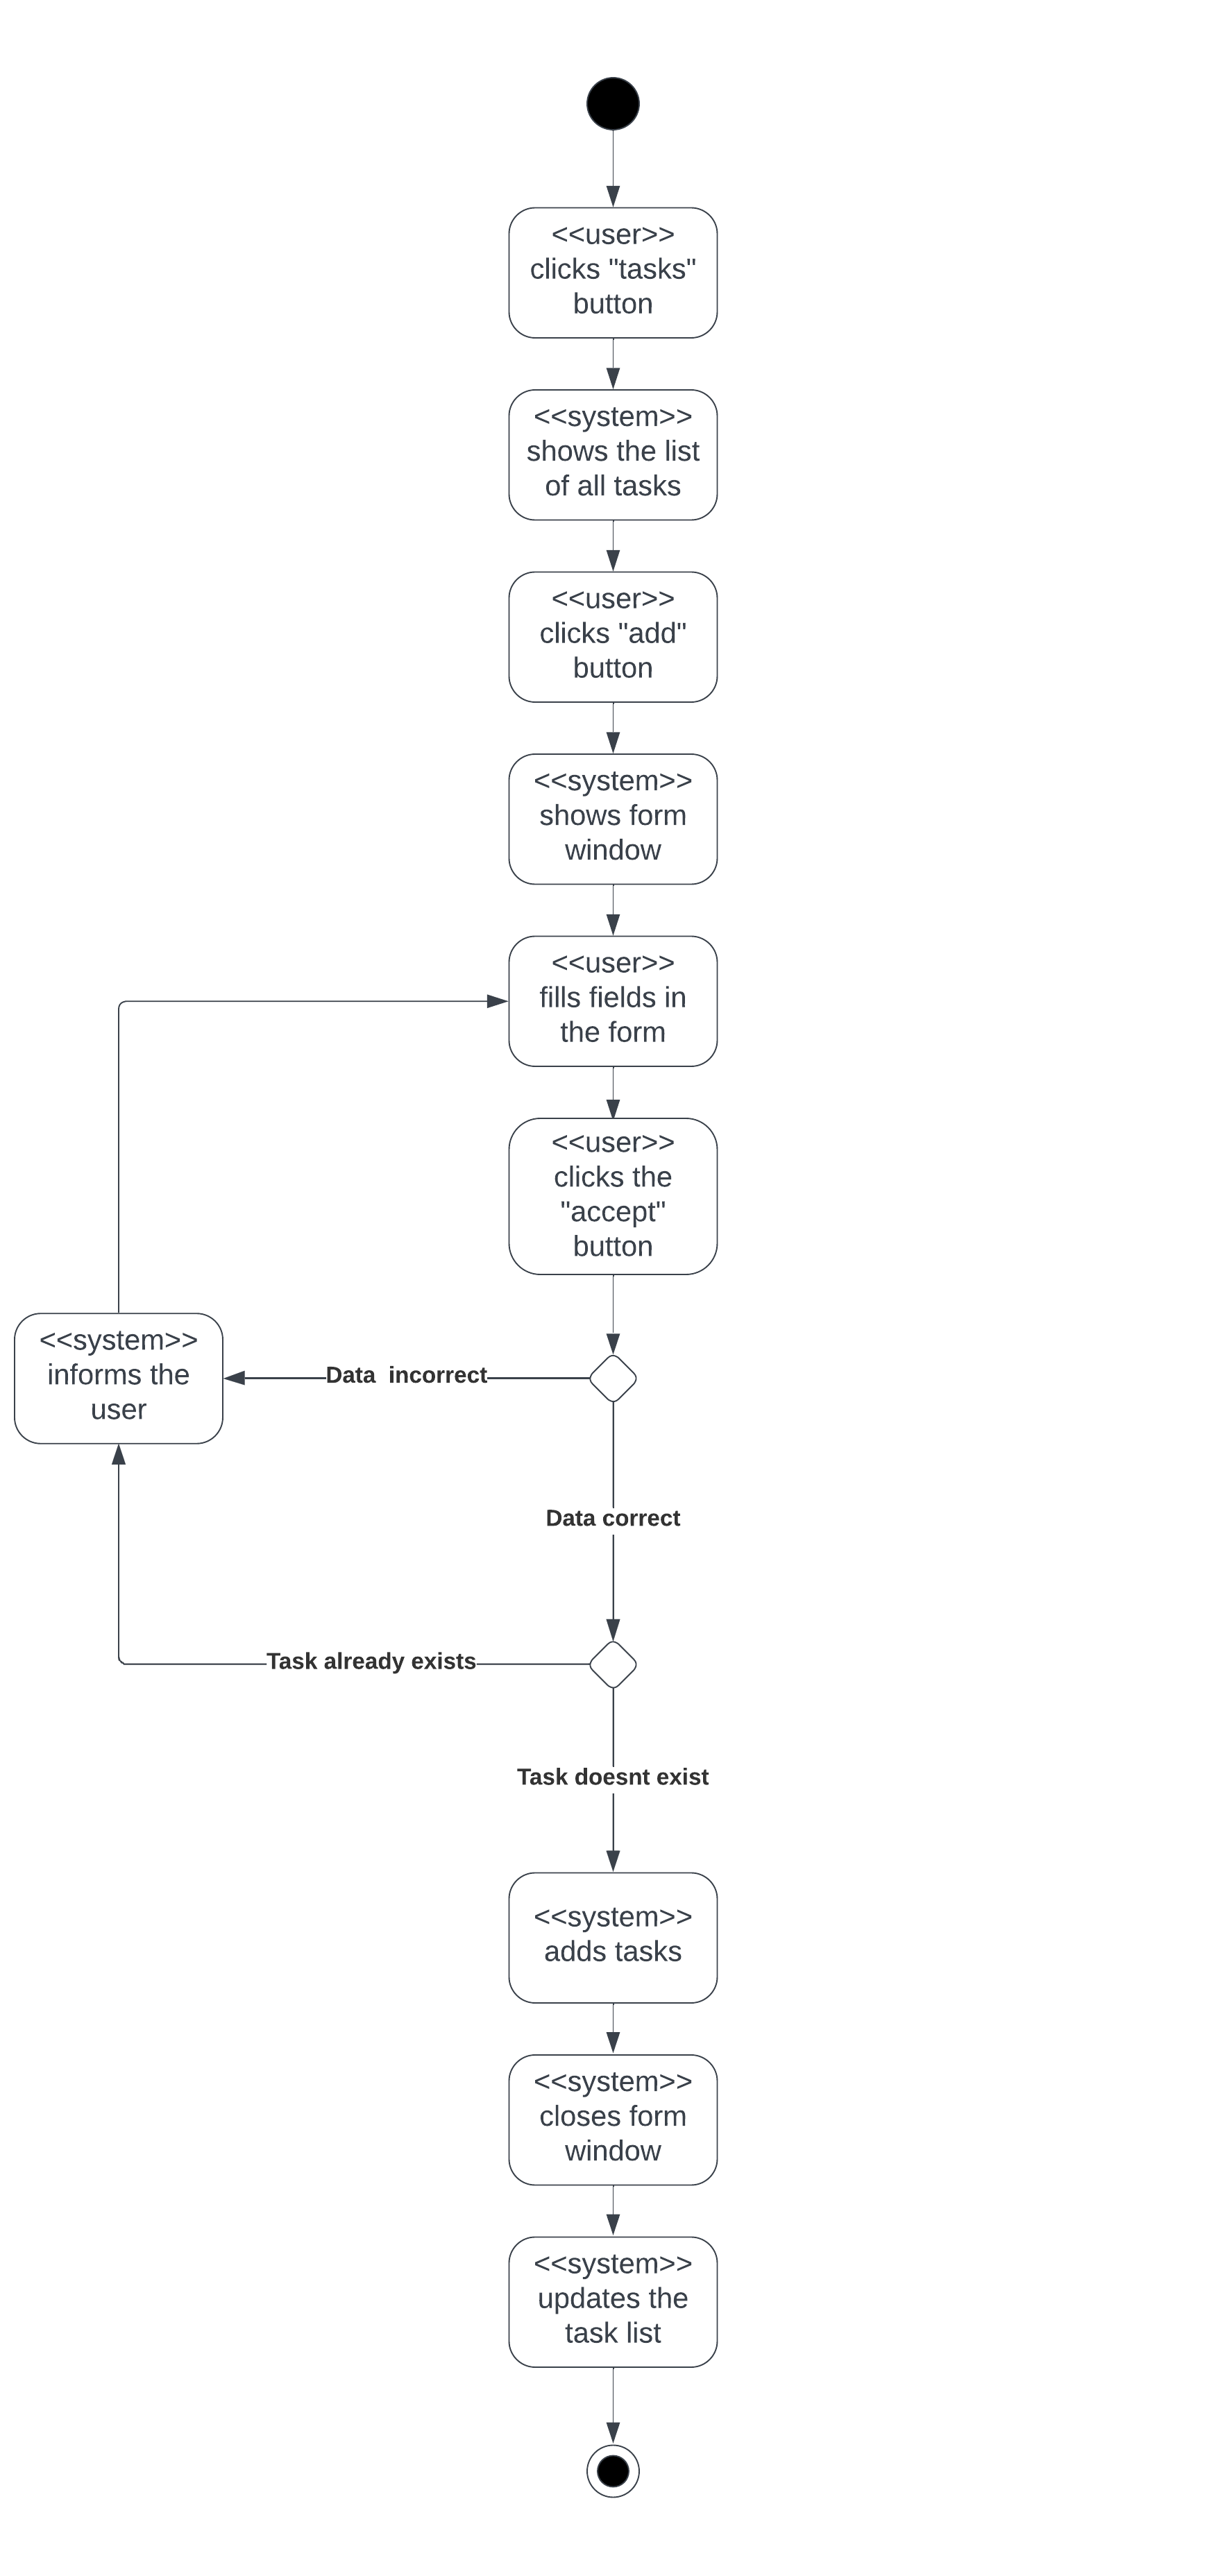 <<user>>
clicks "tasks"
button
<<system>>
shows the list
of all tasks
<<user>>
clicks "add"
button
<<system>>
shows form
window
<<user>>
fills fields in
the form
<<user>>
clicks the
"accept"
button
<<system>>
informs the
user
Data  incorrect
Data correct
Task already exists
Task doesnt exist
<<system>>
adds tasks
<<system>>
closes form
window
<<system>>
updates the
task list